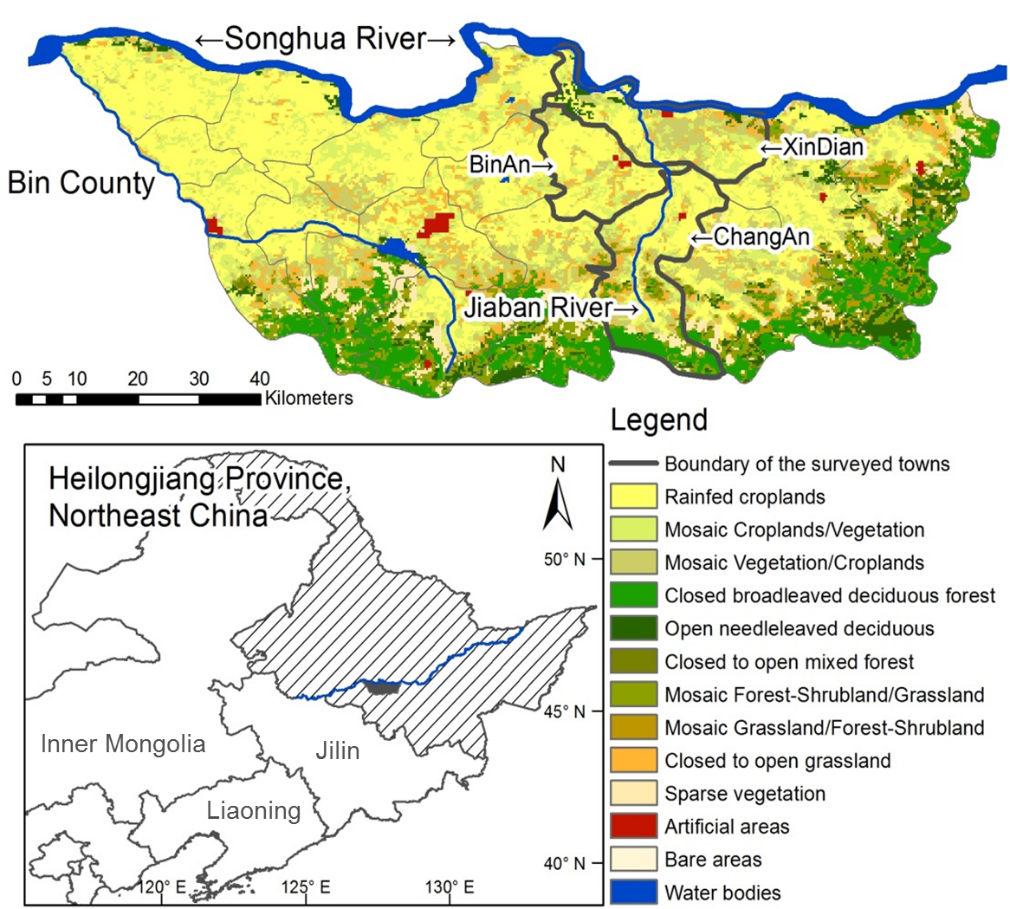 ←Songhua River→
←XinDian
BinAn→
Bin County
←ChangAn
Jiaban River→
0 5 10 20 30 40
Kilometers
Legend
Boundary of the surveyed towns
Rainfed croplands
Mosaic Croplands/Vegetation
Mosaic Vegetation/Croplands
Closed broadleaved deciduous forest
Open needleleaved deciduous
Closed to open mixed forest
Mosaic Forest-Shrubland/Grassland
Mosaic Grassland/Forest-Shrubland
Closed to open grassland
Sparse vegetation
Artificial areas
Bare areas
Water bodies
Heilongjiang Province,
Northeast China
N
50° N
45° N
40° N
Inner Mongolia
Jilin
Liaoning
120° E
125° E
130° E